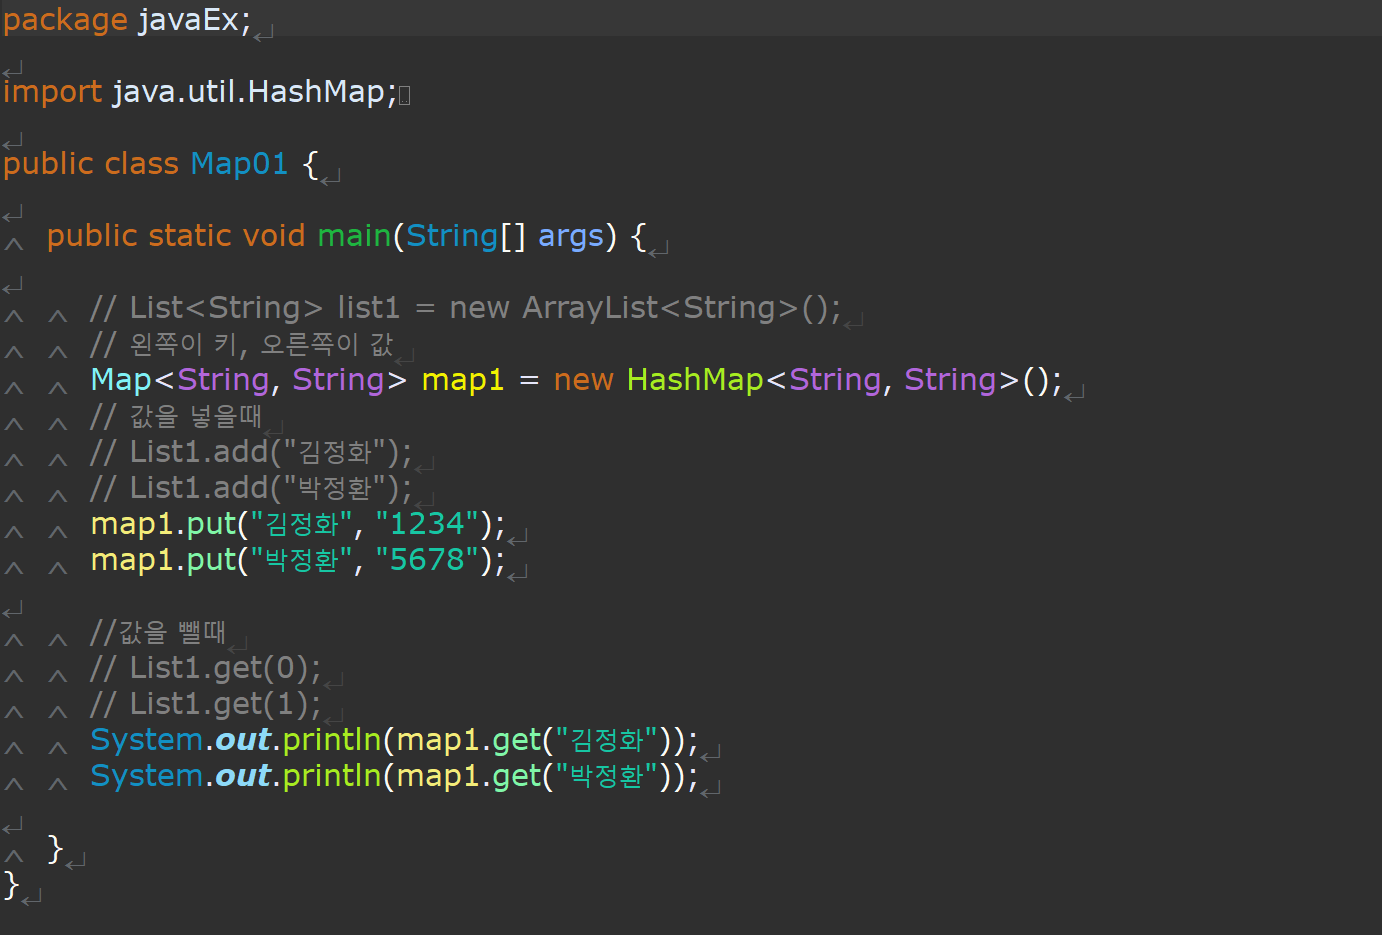 package javaEx;
import java.util.HashMap;
public class Map01 {
public static void main(String[] args) {
// List<String> list1 = new ArrayList<String>();
// 왼쪽이 키, 오른쪽이 값
Map<String, String> map1 = new HashMap<String, String>();
// 값을 넣을때
// List1.add("김정화");
// List1.add("박정환");
map1.put("김정화", "1234");
map1.put("박정환", "5678");
//값을 뺄때
// List1.get(0);
// List1.get(1);
System.out.println(map1.get("김정화"));
System.out.println(map1.get("박정환"));
}
}